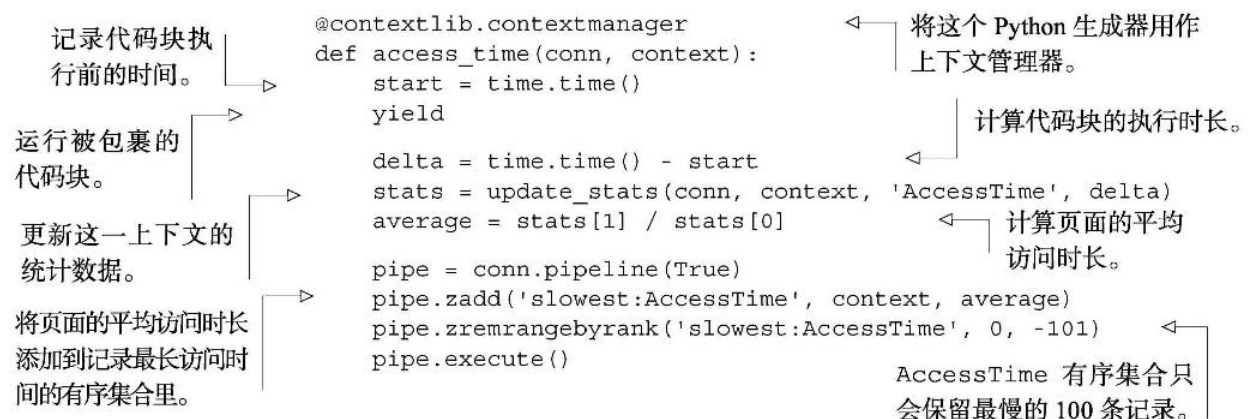 @contextlib.contextmanager
def access_time(conn, context):
    start = time.time()
    yield
    delta = time.time() - start
    stats = update_stats(conn, context, 'AccessTime', delta)
    average = stats[1] / stats[0]
    pipe = conn.pipeline(True)
    pipe.zadd('slowest:AccessTime', context, average)
    pipe.zremrangebyrank('slowest:AccessTime', 0, -101)
    pipe.execute()
记录代码块执
行前的时间。
运行被包裹的
代码块。
更新这一上下文的
统计数据。
将页面的平均访问时长
添加到记录最长访问时
间的有序集合里。
将这个 Python 生成器用作
上下文管理器。
计算代码块的执行时长。
计算页面的平均
访问时长。
AccessTime 有序集合只
会保留最慢的 100 条记录。